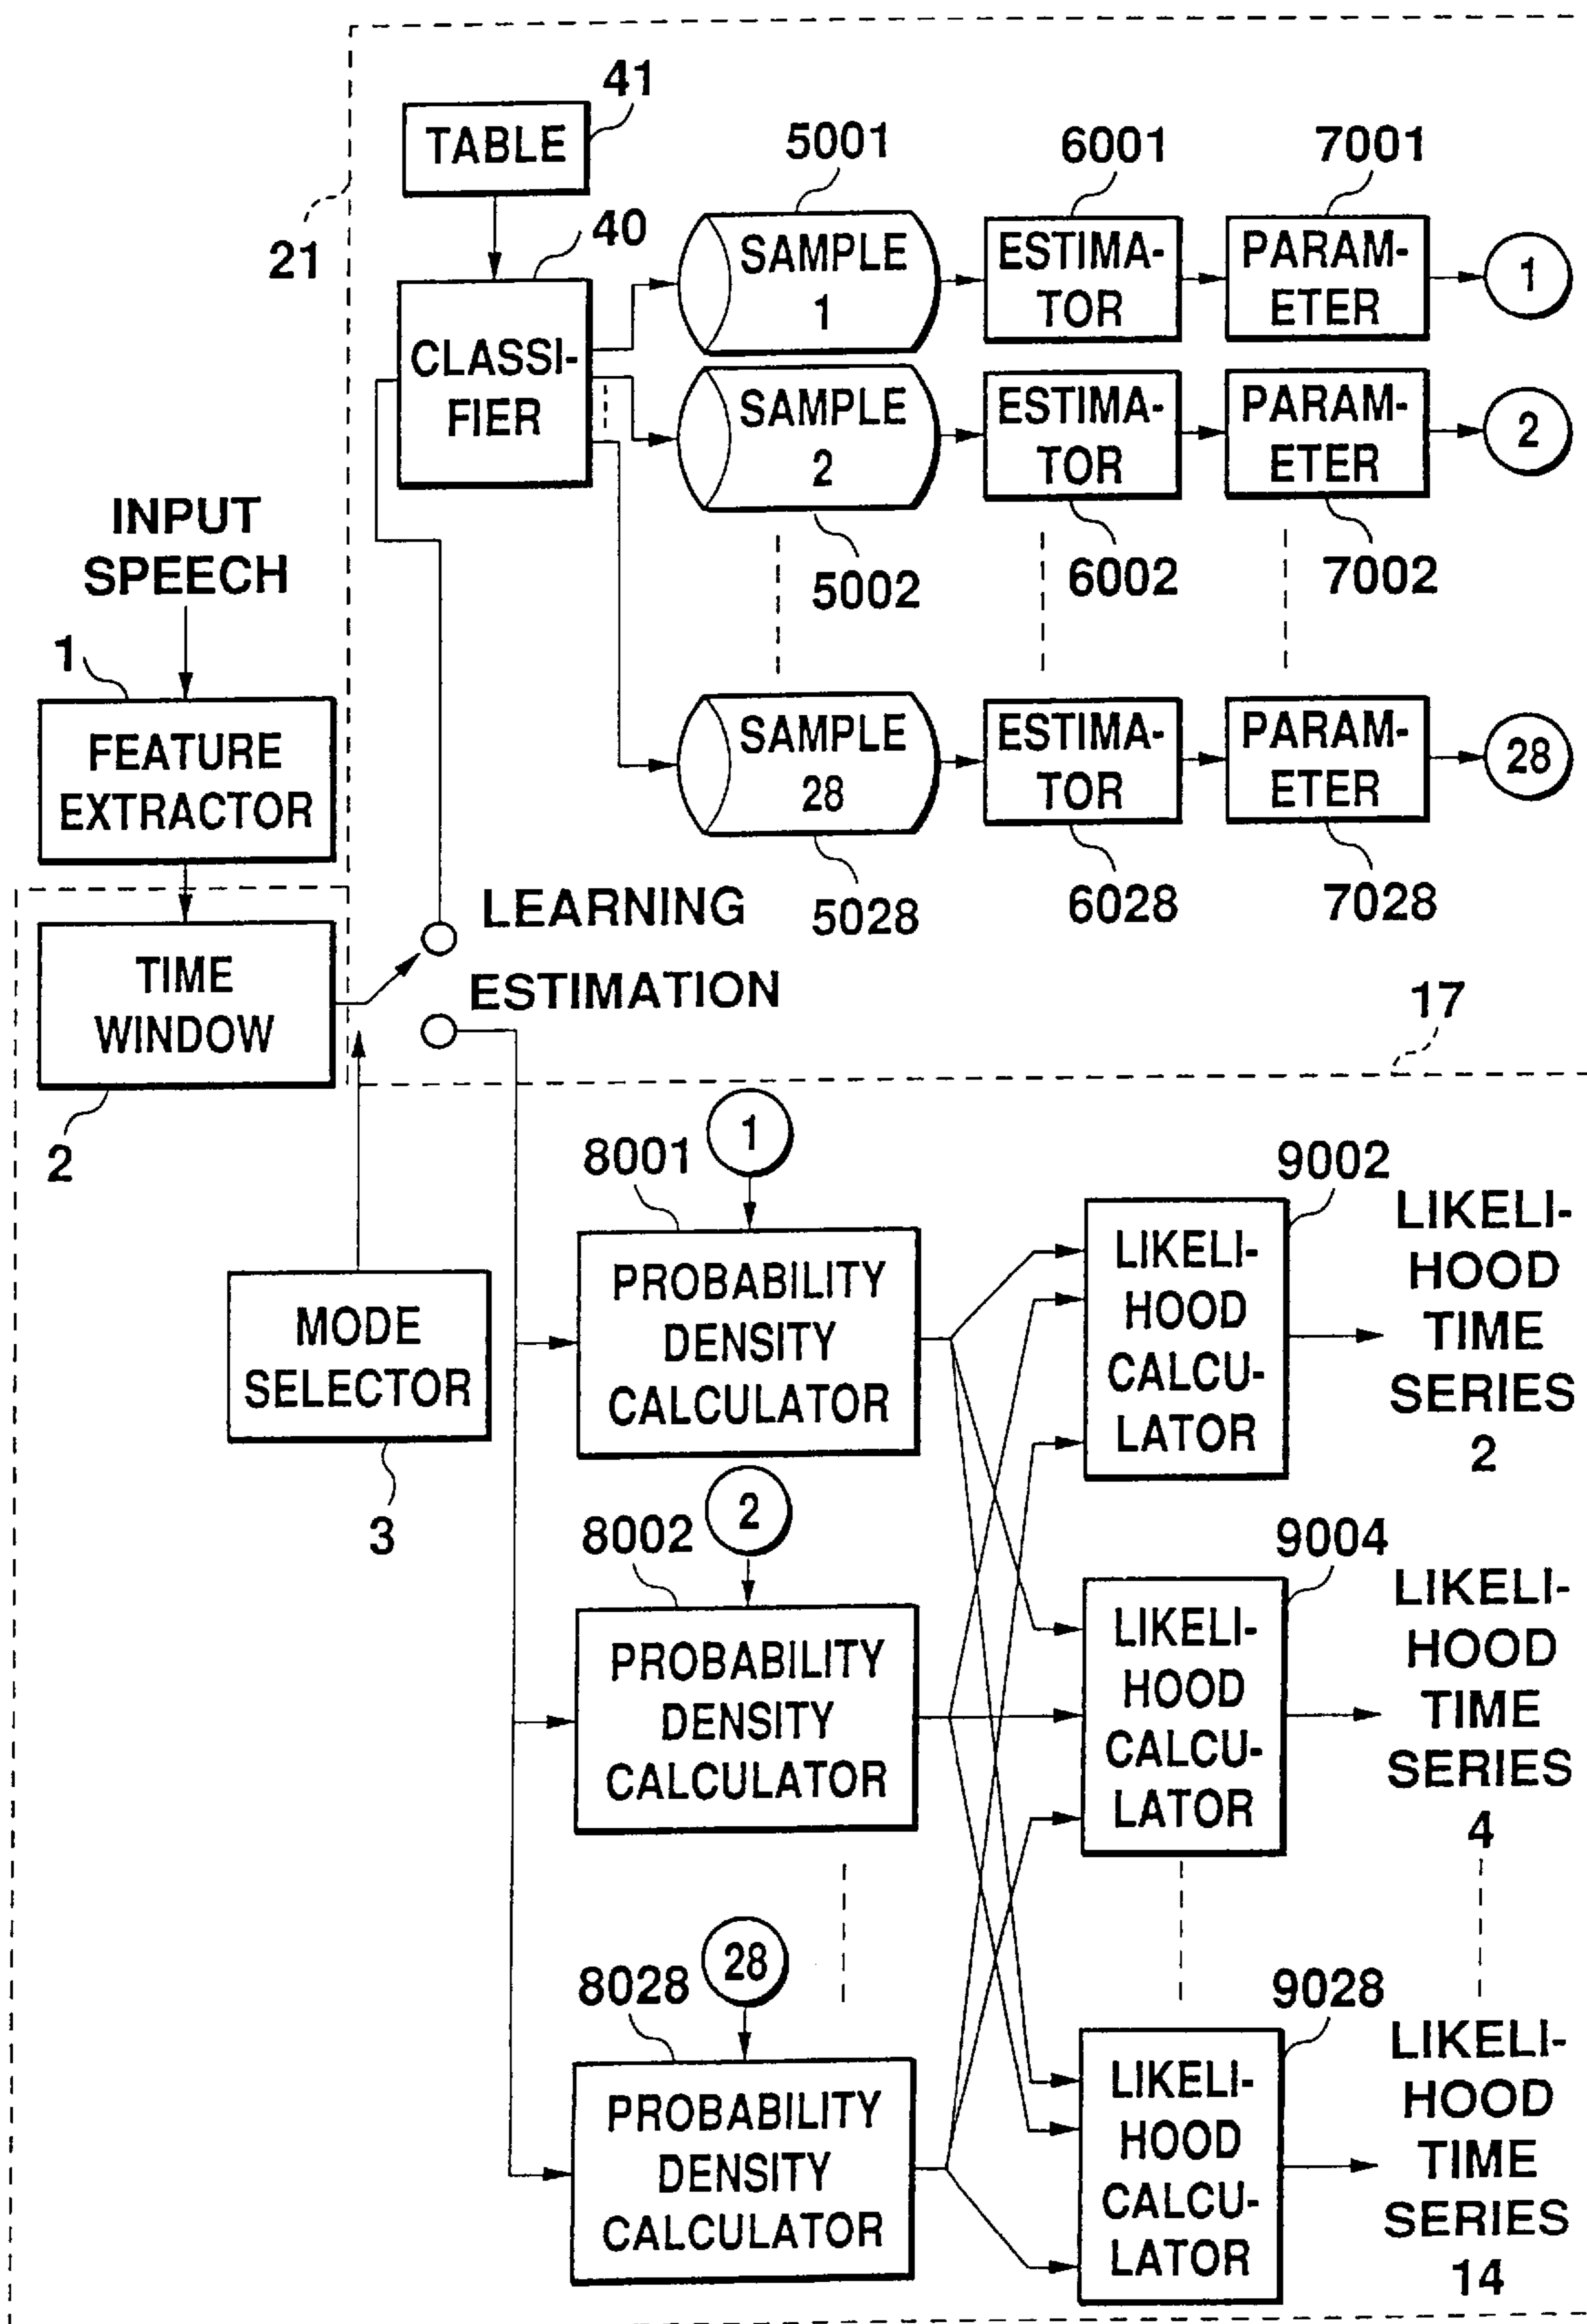 41
TABLE
21
40
CLASSI-
FIER
5001
SAMPLE
1
6001
ESTIMA-
TOR
7001
PARAM-
ETER
1
SAMPLE
2
5002
ESTIMA-
TOR
6002
PARAM-
ETER
7002
2
SAMPLE
28
5028
ESTIMA-
TOR
6028
PARAM-
ETER
7028
28
INPUT
SPEECH
1
FEATURE
EXTRACTOR
TIME
WINDOW
2
LEARNING
ESTIMATION
17
MODE
SELECTOR
3
8001
1
PROBABILITY
DENSITY
CALCULATOR
9002
LIKELI-
HOOD
CALCU-
LATOR
LIKELI-
HOOD
TIME
SERIES
2
8002
2
PROBABILITY
DENSITY
CALCULATOR
9004
LIKELI-
HOOD
CALCU-
LATOR
LIKELI-
HOOD
TIME
SERIES
4
8028
28
PROBABILITY
DENSITY
CALCULATOR
9028
LIKELI-
HOOD
CALCU-
LATOR
LIKELI-
HOOD
TIME
SERIES
14